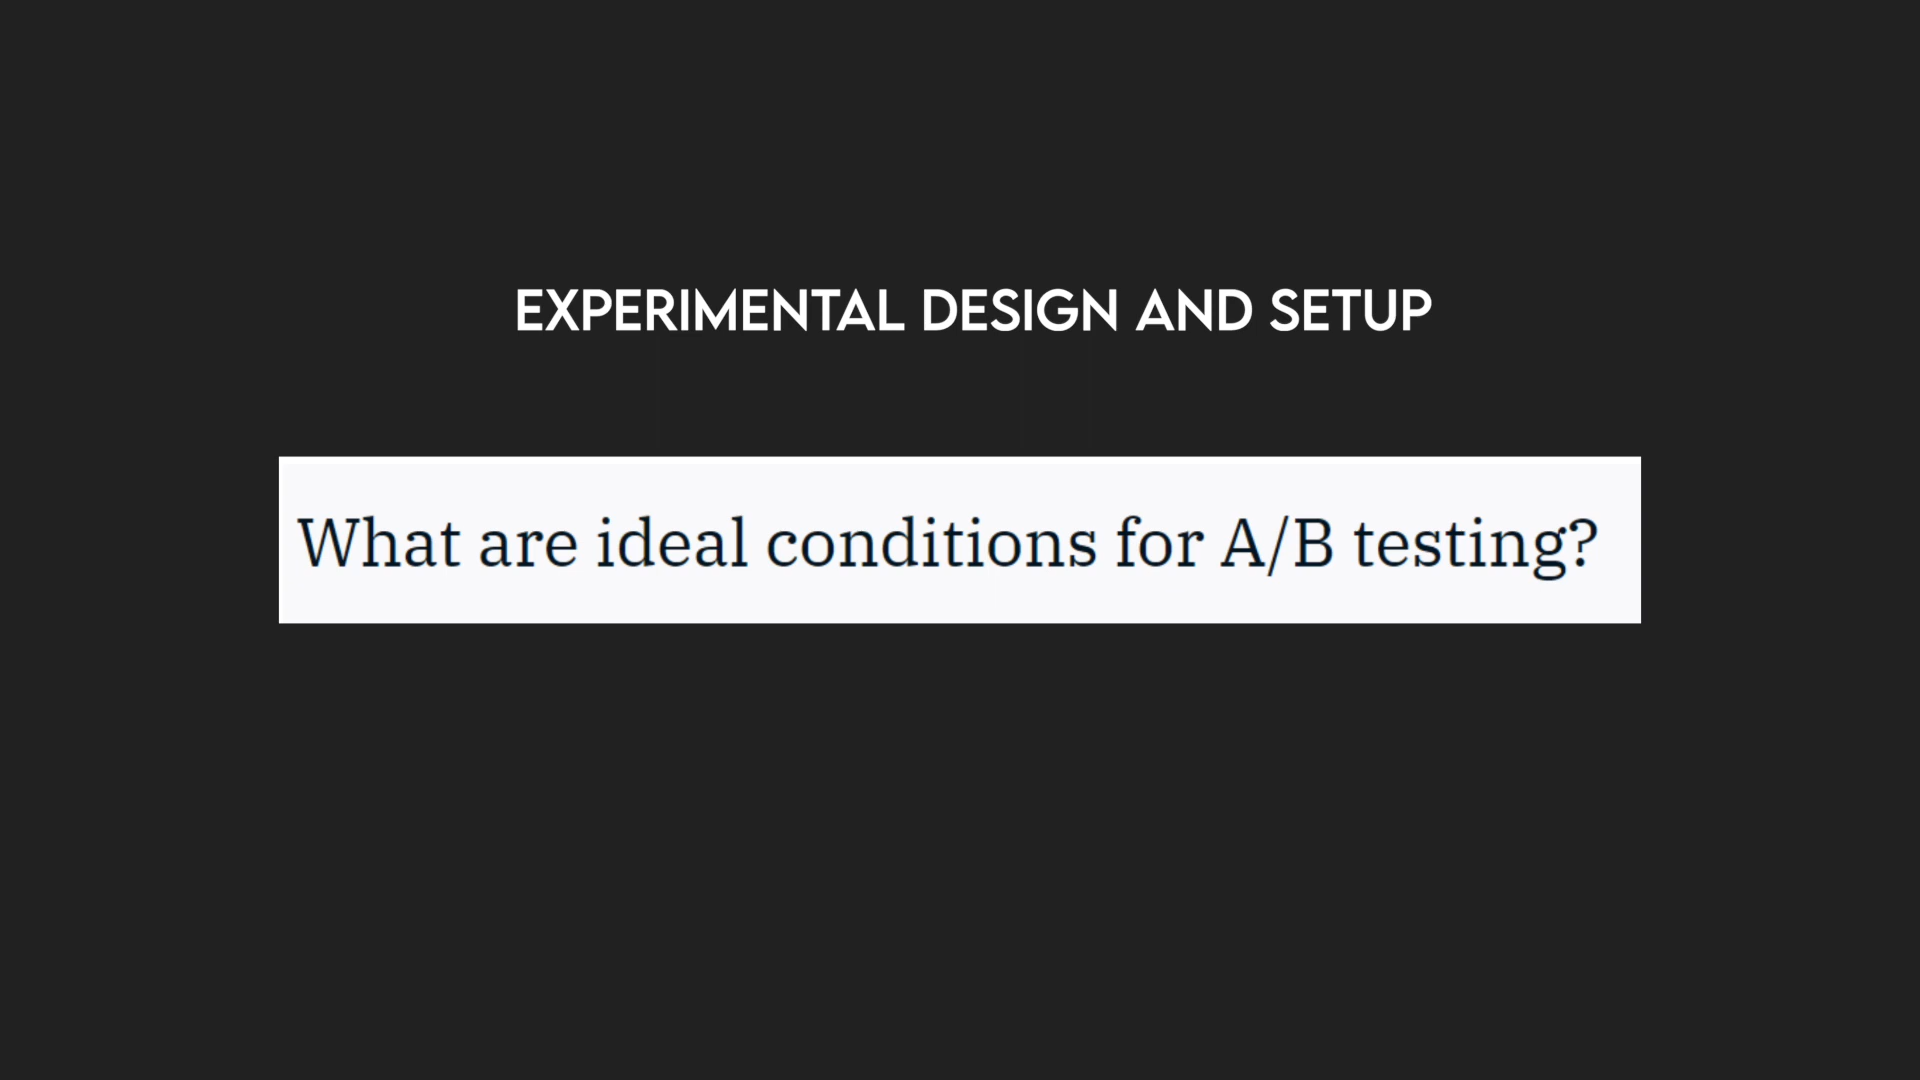 EXPERIMENTAL DESIGN AND SETUP
What are ideal conditions for A/B testing?